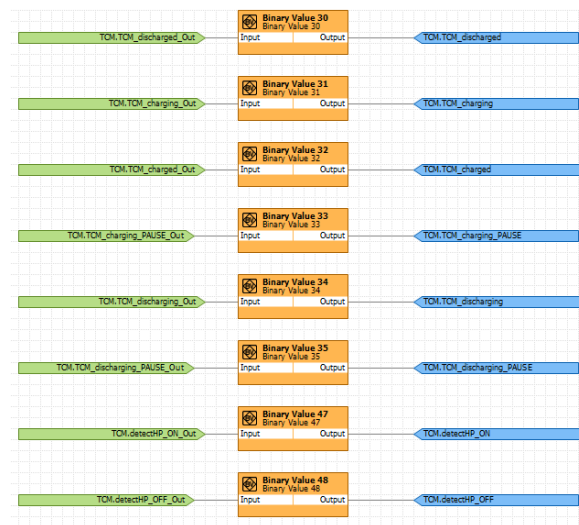 Binary Value 30
Binary Value 30
TCM.TCM_discharged_Out Input Output TCM.TCM_discharged
Binary Value 31
Binary Value 31
TCM.TCM_charging_Out Input Output TCM.TCM_charging
Binary Value 32
Binary Value 32
TCM.TCM_charged_Out Input Output TCM.TCM_charged
Binary Value 33
Binary Value 33
TCM.TCM_charging_PAUSE_Out Input Output TCM.TCM_charging_PAUSE
Binary Value 34
Binary Value 34
TCM.TCM_discharging_Out Input Output TCM.TCM_discharging
Binary Value 35
Binary Value 35
TCM.TCM_discharging_PAUSE_Out Input Output TCM.TCM_discharging_PAUSE
Binary Value 47
Binary Value 47
TCM.detectHP_ON_Out Input Output TCM.detectHP_ON
Binary Value 48
Binary Value 48
TCM.detectHP_OFF_Out Input Output TCM.detectHP_OFF